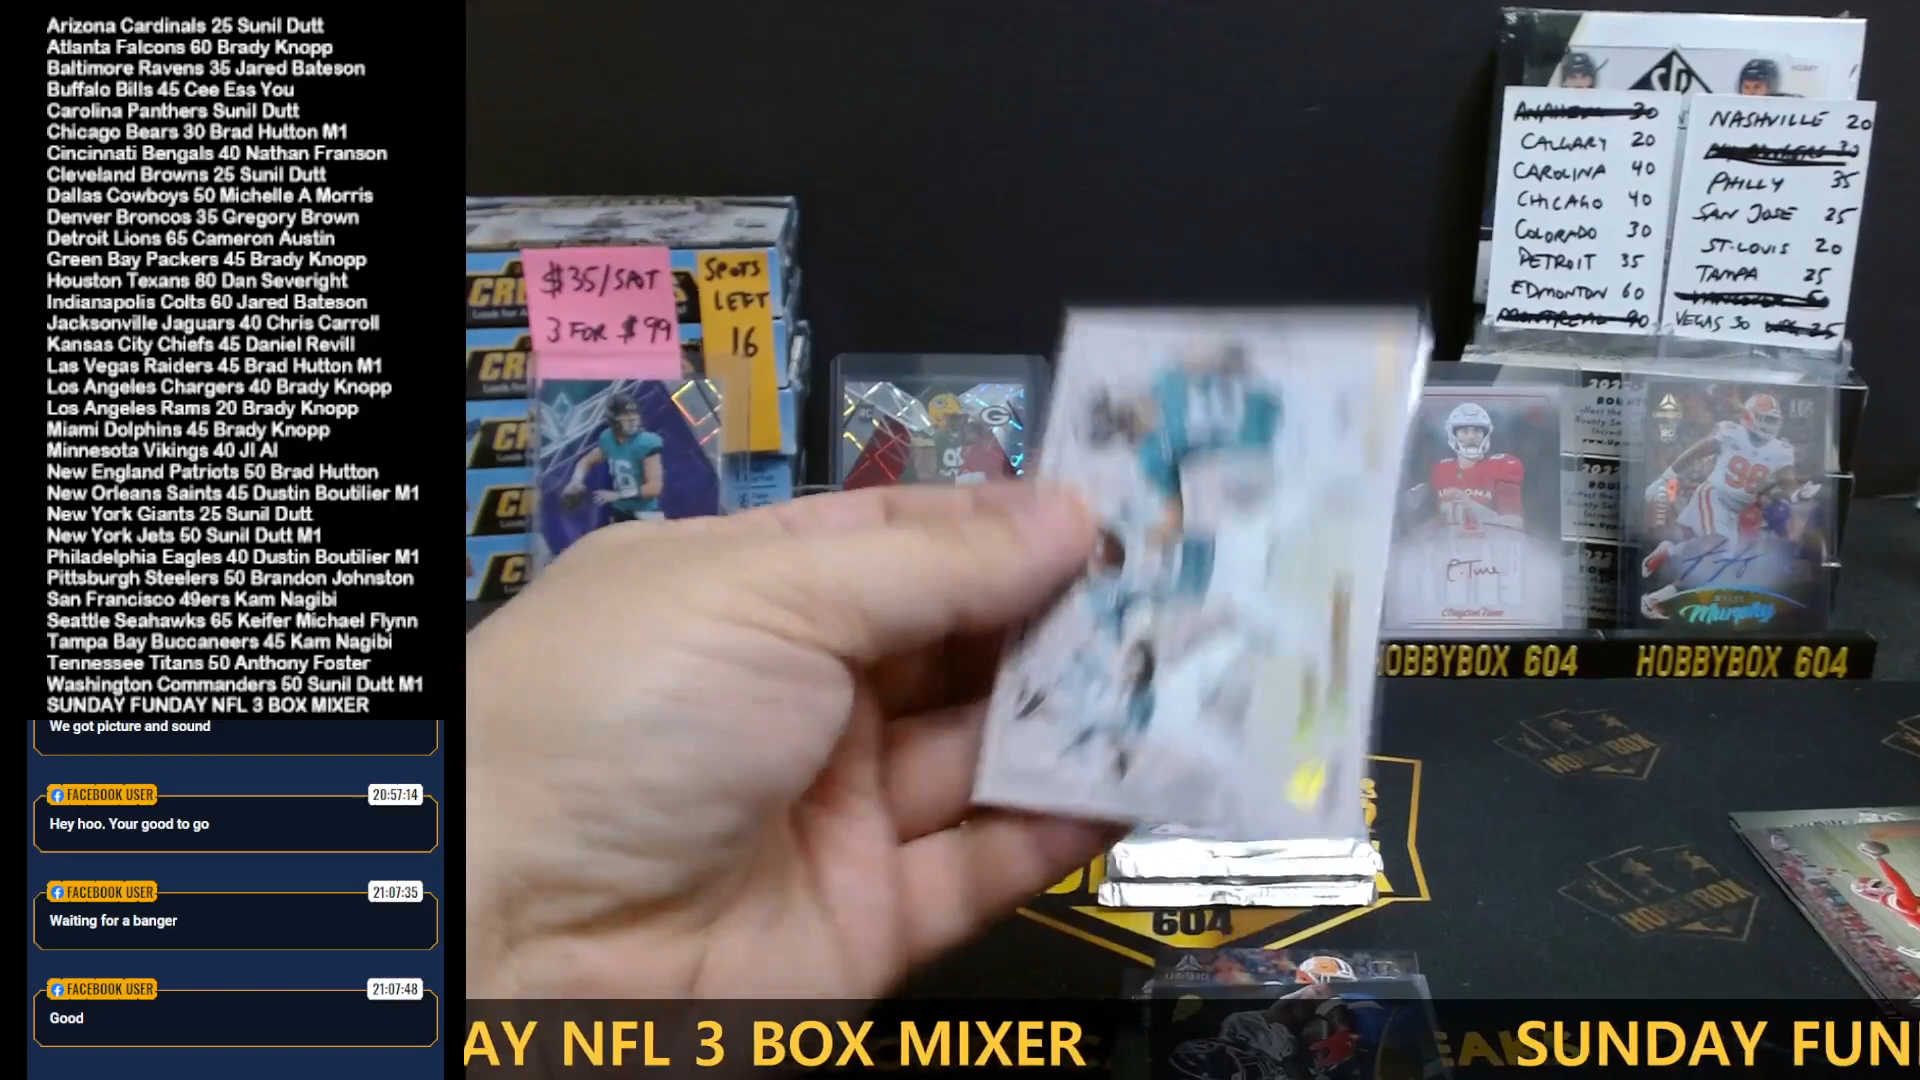 Arizona Cardinals 25 Sunil Dutt
Atlanta Falcons 60 Brady Knopp
Baltimore Ravens 35 Jared Bateson
Buffalo Bills 45 Cee Ess You
Carolina Panthers Sunil Dutt
Chicago Bears 30 Brad Hutton M1
Cincinnati Bengals 40 Nathan Franson
Cleveland Browns 25 Sunil Dutt
Dallas Cowboys 50 Michelle A Morris
Denver Broncos 35 Gregory Brown
Detroit Lions 65 Cameron Austin
Green Bay Packers 45 Brady Knopp
Houston Texans 80 Dan Severight
Indianapolis Colts 60 Jared Bateson
Jacksonville Jaguars 40 Chris Carroll
Kansas City Chiefs 45 Daniel Revill
Las Vegas Raiders 45 Brad Hutton M1
Los Angeles Chargers 40 Brady Knopp
Los Angeles Rams 20 Brady Knopp
Miami Dolphins 45 Brady Knopp
Minnesota Vikings 40 JI AI
New England Patriots 50 Brad Hutton
New Orleans Saints 45 Dustin Boutilier M1
New York Giants 25 Sunil Dutt
New York Jets 50 Sunil Dutt M1
Philadelphia Eagles 40 Dustin Boutilier M1
Pittsburgh Steelers 50 Brandon Johnston
San Francisco 49ers Kam Nagibi
Seattle Seahawks 65 Keifer Michael Flynn
Tampa Bay Buccaneers 45 Kam Nagibi
Tennessee Titans 50 Anthony Foster
Washington Commanders 50 Sunil Dutt M1
SUNDAY FUNDAY NFL 3 BOX MIXER
We got picture and sound
FACEBOOK USER 20:57:14
Hey hoo. Your good to go
FACEBOOK USER 21:07:35
Waiting for a banger
FACEBOOK USER 21:07:48
Good
$35/SPOT
3 FOR $99
SPOTS
LEFT
16
CALGARY 20
CAROLINA 40
CHICAGO 40
COLORADO 30
DETROIT 35
EDMONTON 60
NASHVILLE 20
PHILLY 35
SAN JOSE 25
ST-LOUIS 20
TAMPA 25
VEGAS 30
Murphy
HOBBYBOX 604
HOBBYBOX 604
HOBBYBOX
604
AY NFL 3 BOX MIXER
SUNDAY FUN